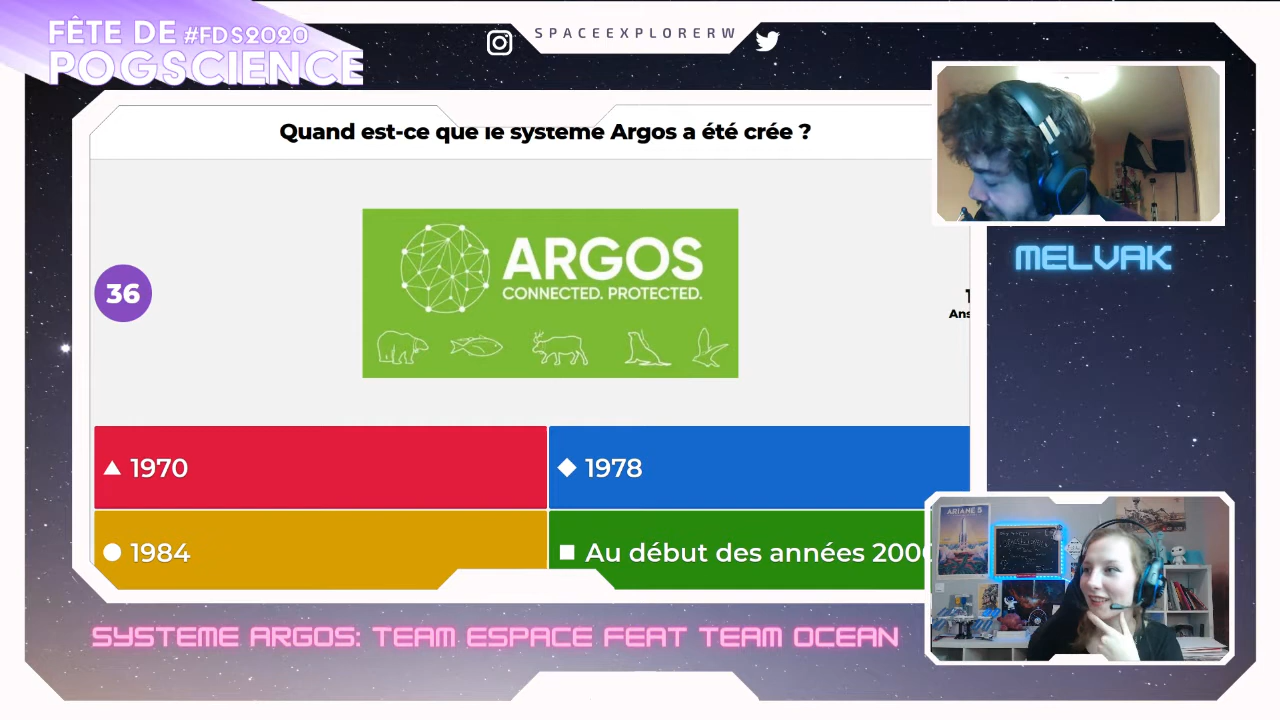 FÊTE DE #FDS2020
POGSCIENCE
SPACEEXPLORERW
Quand est-ce que le systeme Argos a été crée ?
36
ARGOS
CONNECTED. PROTECTED.
1970
1978
1984
Au début des années 200
MELVAK
ARIANE 5
SYSTEME ARGOS: TEAM ESPACE FEAT TEAM OCEAN